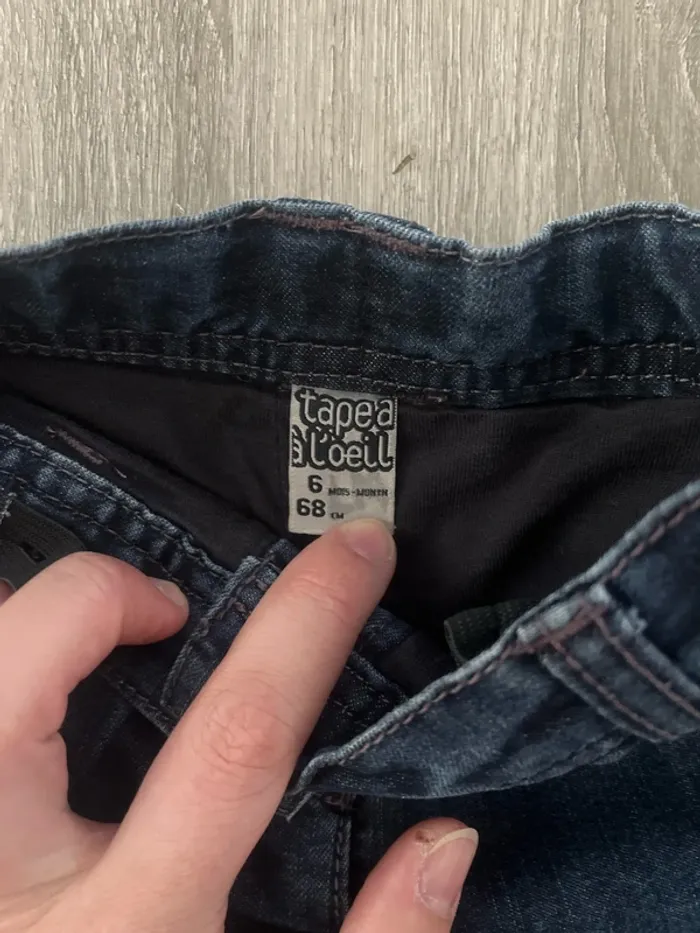 tape a
à l'oeil
6 MOIS-MONTH
68 CM